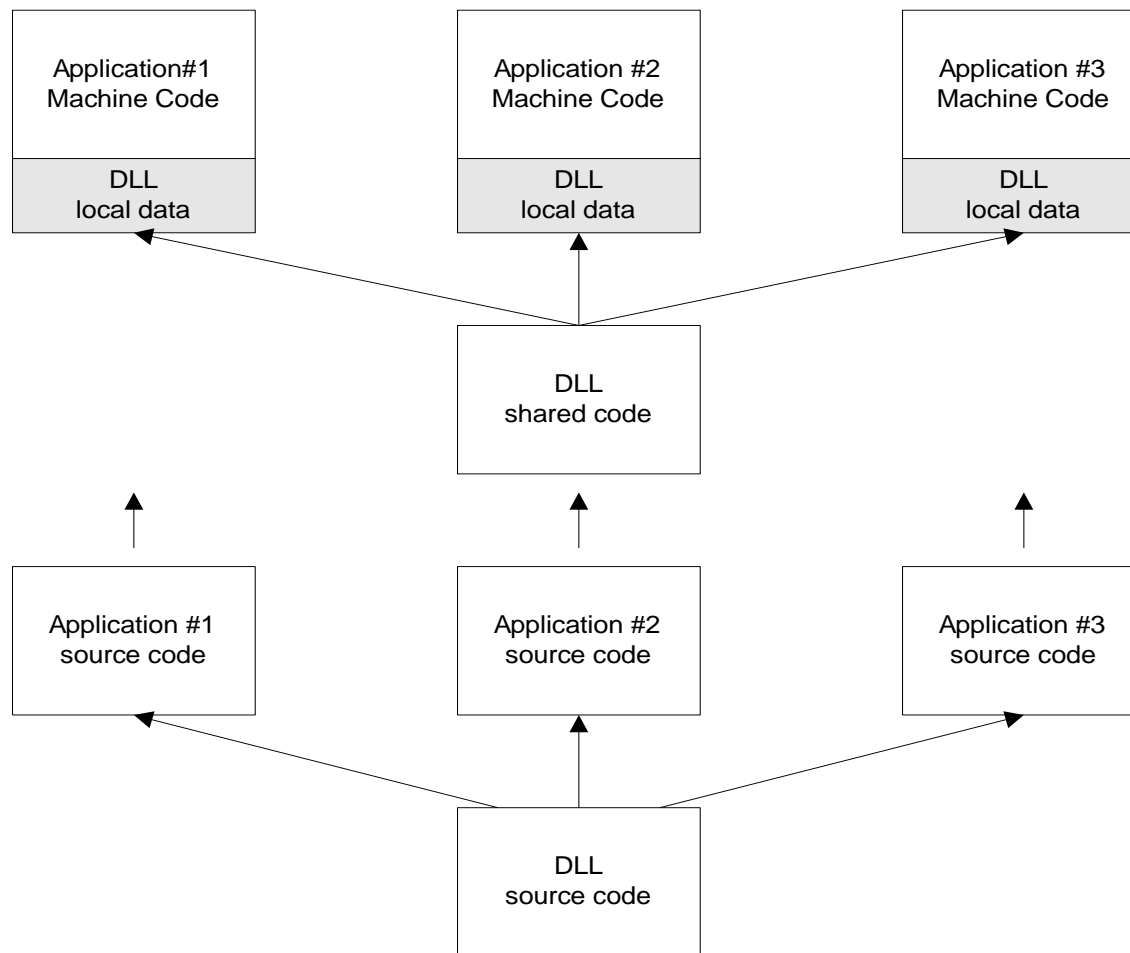 Application#1
Machine Code
DLL
local data
Application #2
Machine Code
DLL
local data
Application #3
Machine Code
DLL
local data
DLL
shared code
Application #1
source code
Application #2
source code
Application #3
source code
DLL
source code